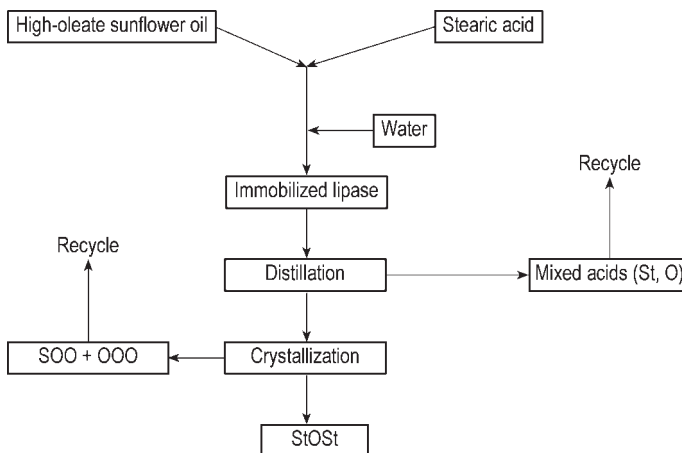 High-oleate sunflower oil
Stearic acid
Water
Immobilized lipase
Recycle
Recycle
Distillation
Mixed acids (St, O)
SOO + OOO
Crystallization
StOSt